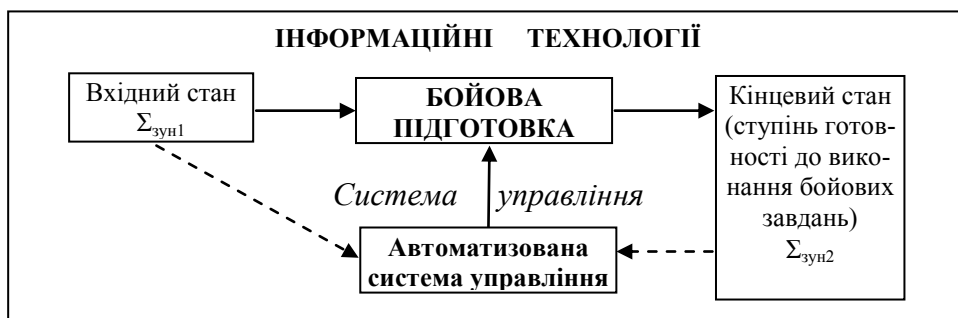 ІНФОРМАЦІЙНІ ТЕХНОЛОГІЇ
Вхідний стан
Σзун1
БОЙОВА
ПІДГОТОВКА
Кінцевий стан
(ступінь готов-
ності до вико-
нання бойових
завдань)
Σзун2
Система управління
Автоматизована
система управління